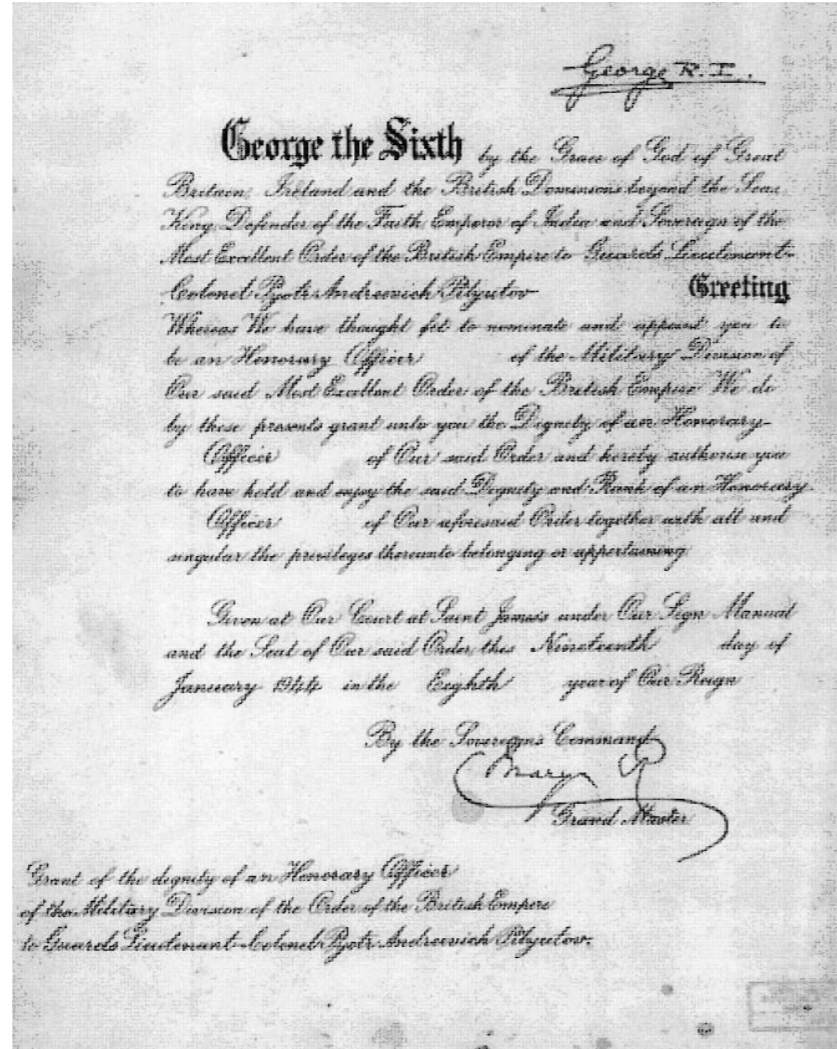 George R. I.
George the Sixth by the Grace of God of Great
Britain, Ireland and the British Dominions beyond the Seas
King, Defender of the Faith Emperor of India and Sovereign of the
Most Excellent Order of the British Empire to Guards Lieutenant-
Colonel Pyotr Andreevich Pilyutov Greeting
Whereas We have thought fit to nominate and appoint you to
be an Honorary Officer of the Military Division of
Our said Most Excellent Order of the British Empire We do
by these presents grant unto you the Dignity of an Honorary
Officer of Our said Order and hereby authorise you
to have hold and enjoy the said Dignity and Rank of an Honorary
Officer of Our aforesaid Order together with all and
singular the privileges thereunto belonging or appertaining
Given at Our Court at Saint James's under Our Sign Manual
and the Seal of Our said Order this Nineteenth day of
January 1944 in the Eighth year of Our Reign
By the Sovereign's Command
Mary R
Grand Master
Grant of the dignity of an Honorary Officer
of the Military Division of the Order of the British Empire
to Guards Lieutenant-Colonel Pyotr Andreevich Pilyutov.